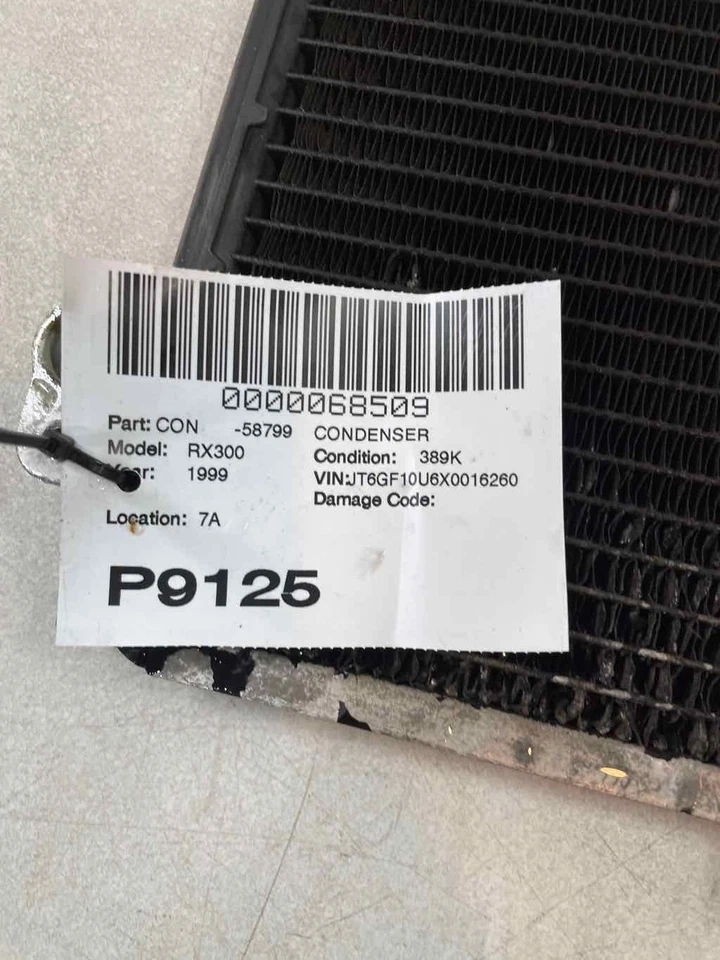 0000068509
Part: CON -58799 CONDENSER
Model: RX300 Condition: 389K
Year: 1999 VIN:JT6GF10U6X0016260
Damage Code:
Location: 7A
P9125